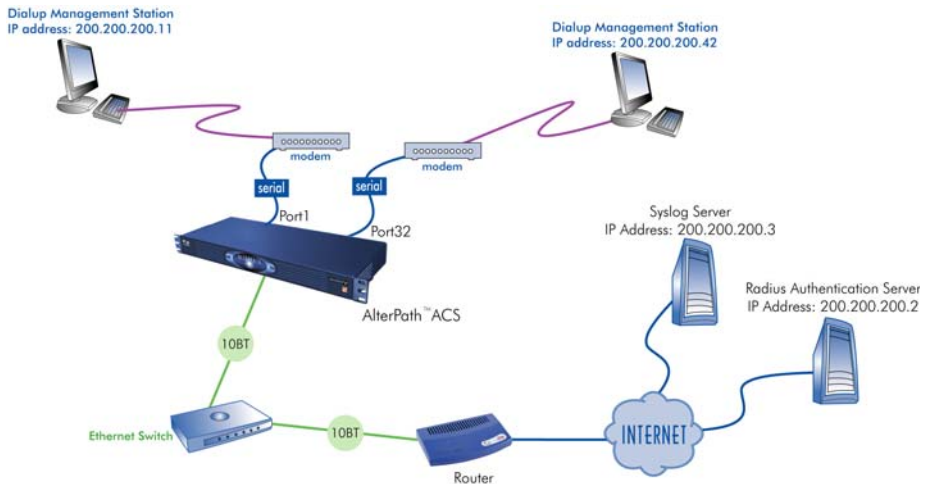 Dialup Management Station
IP address: 200.200.200.11
Dialup Management Station
IP address: 200.200.200.42
modem
modem
serial
serial
Port1
Port32
AlterPath™ACS
Syslog Server
IP Address: 200.200.200.3
Radius Authentication Server
IP Address: 200.200.200.2
10BT
Ethernet Switch
10BT
Router
INTERNET